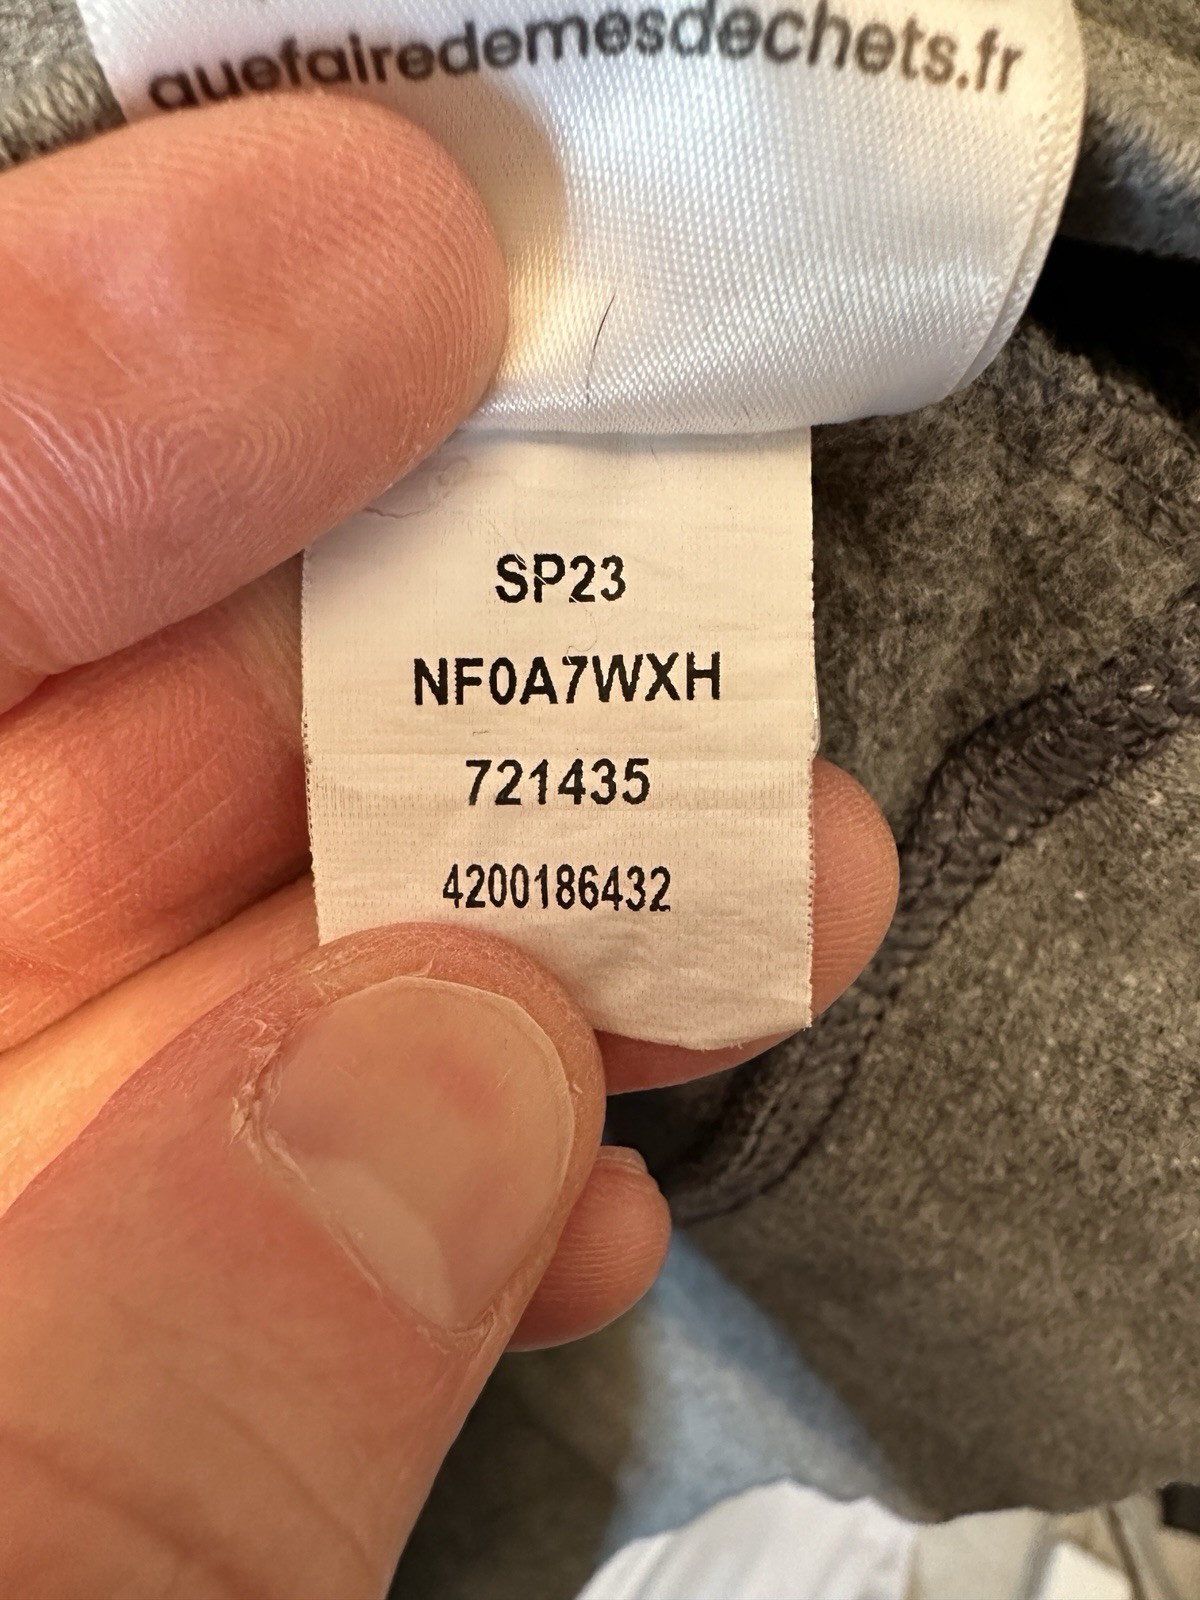 quefairedemesdechets.fr
SP23
NF0A7WXH
721435
4200186432